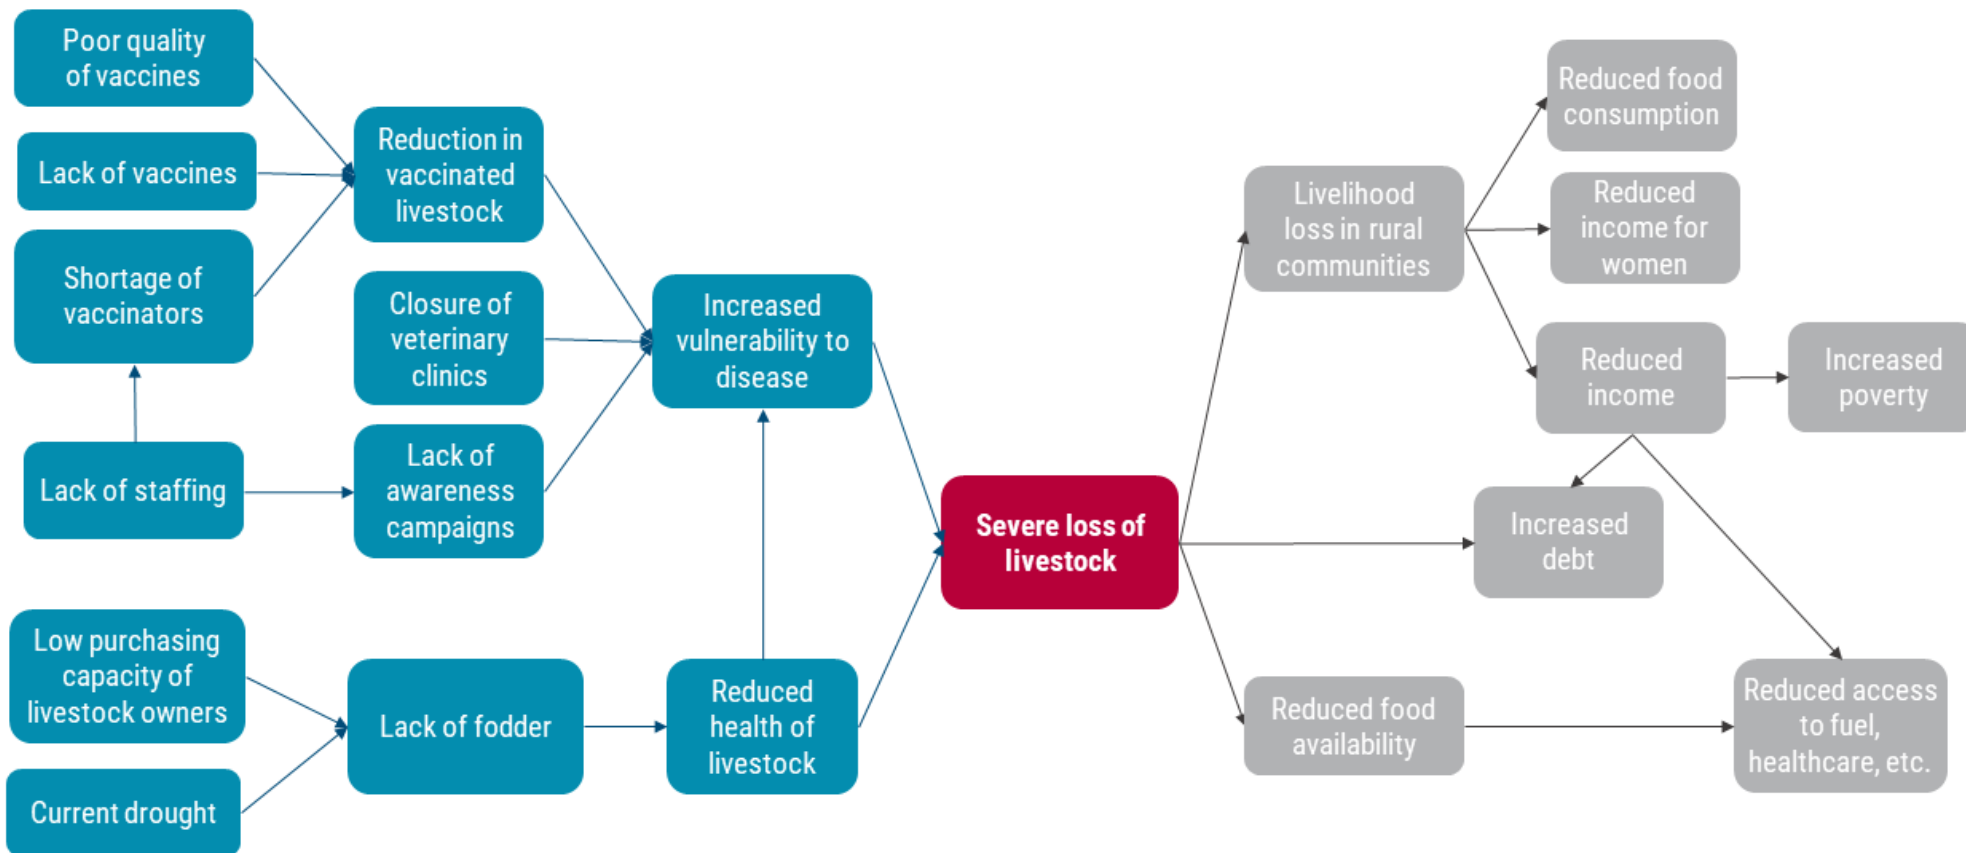 Poor quality
of vaccines
Lack of vaccines
Shortage of
vaccinators
Lack of staffing
Low purchasing
capacity of
livestock owners
Current drought
Reduction in
vaccinated
livestock
Closure of
veterinary
clinics
Lack of
awareness
campaigns
Lack of fodder
Increased
vulnerability to
disease
Reduced
health of
livestock
Severe loss of
livestock
Livelihood
loss in rural
communities
Reduced food
availability
Reduced food
consumption
Reduced
income for
women
Reduced
income
Increased
poverty
Increased
debt
Reduced access
to fuel,
healthcare, etc.